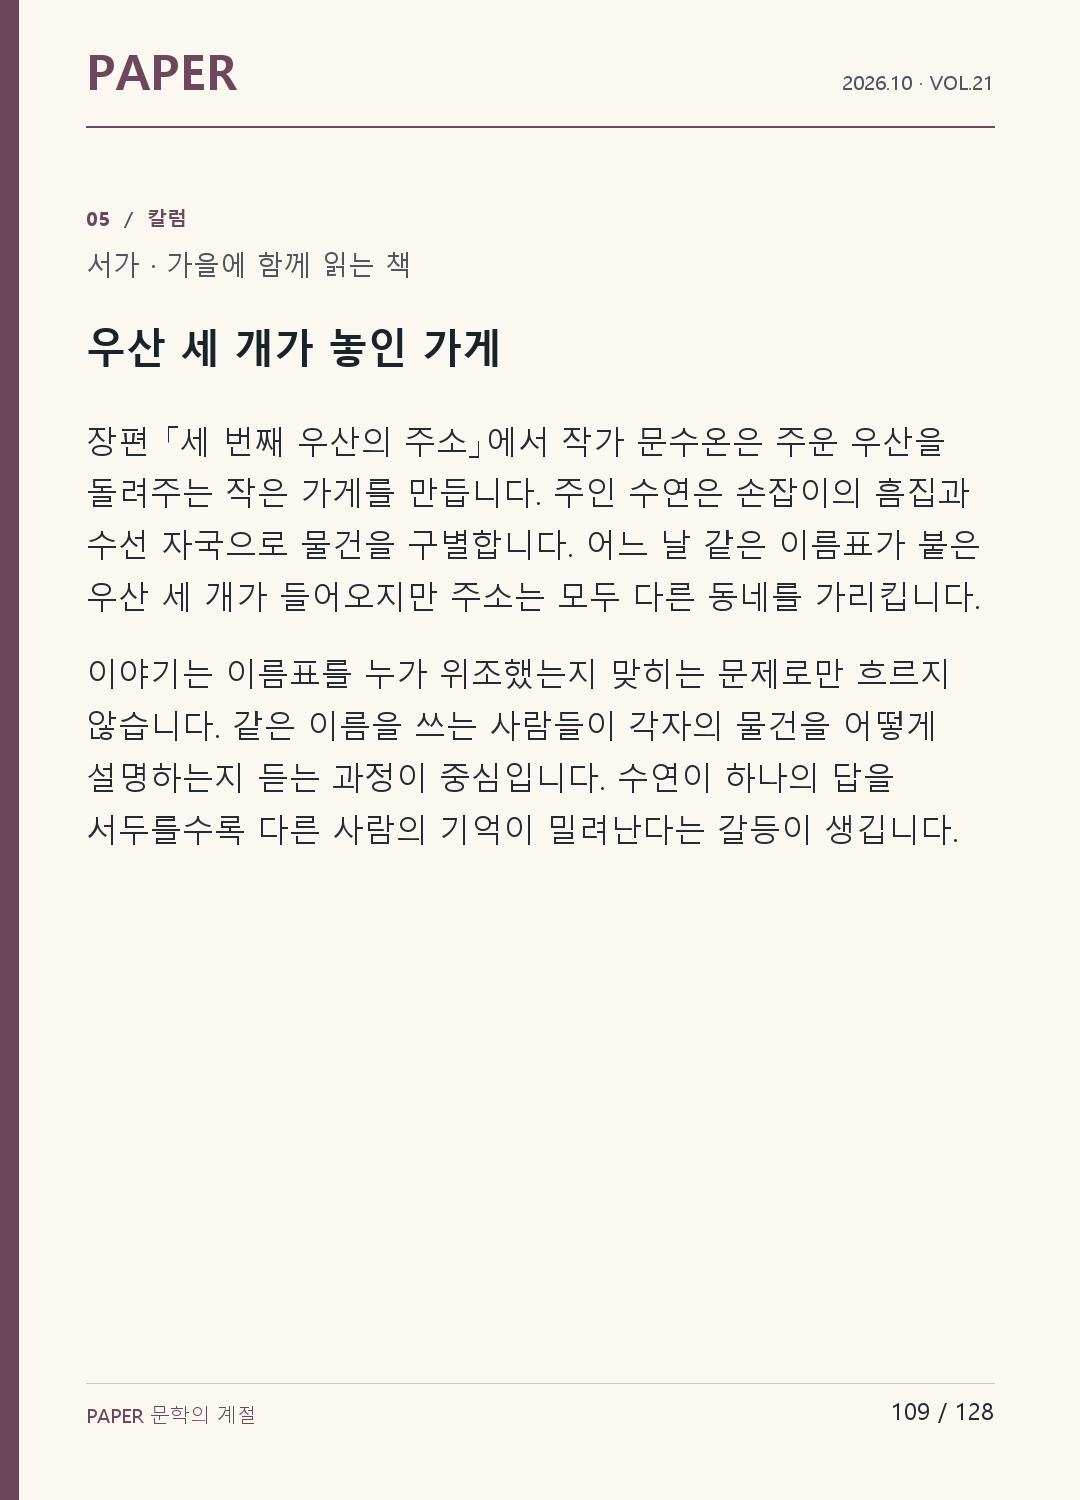 PAPER
2026.10 · VOL.21
05 / 칼럼
서가 · 가을에 함께 읽는 책
우산 세 개가 놓인 가게
장편 「세 번째 우산의 주소」에서 작가 문수온은 주운 우산을
돌려주는 작은 가게를 만듭니다. 주인 수연은 손잡이의 흠집과
수선 자국으로 물건을 구별합니다. 어느 날 같은 이름표가 붙은
우산 세 개가 들어오지만 주소는 모두 다른 동네를 가리킵니다.
이야기는 이름표를 누가 위조했는지 맞히는 문제로만 흐르지
않습니다. 같은 이름을 쓰는 사람들이 각자의 물건을 어떻게
설명하는지 듣는 과정이 중심입니다. 수연이 하나의 답을
서두를수록 다른 사람의 기억이 밀려난다는 갈등이 생깁니다.
PAPER 문학의 계절
109 / 128